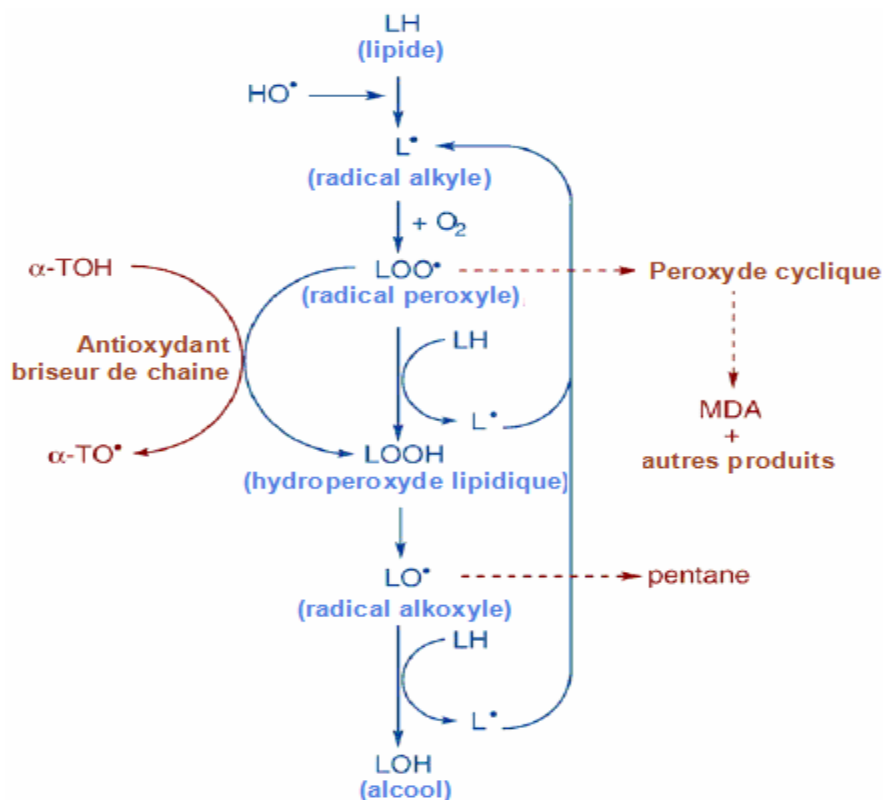 LH
(lipide)
HO•
L•
(radical alkyle)
+ O₂
α-TOH
LOO•
(radical peroxyle)
Peroxyde cyclique
Antioxydant
briseur de chaine
LH
L•
MDA
+
autres produits
α-TO•
LOOH
(hydroperoxyde lipidique)
LO•
(radical alkoxyle)
pentane
LH
L•
LOH
(alcool)